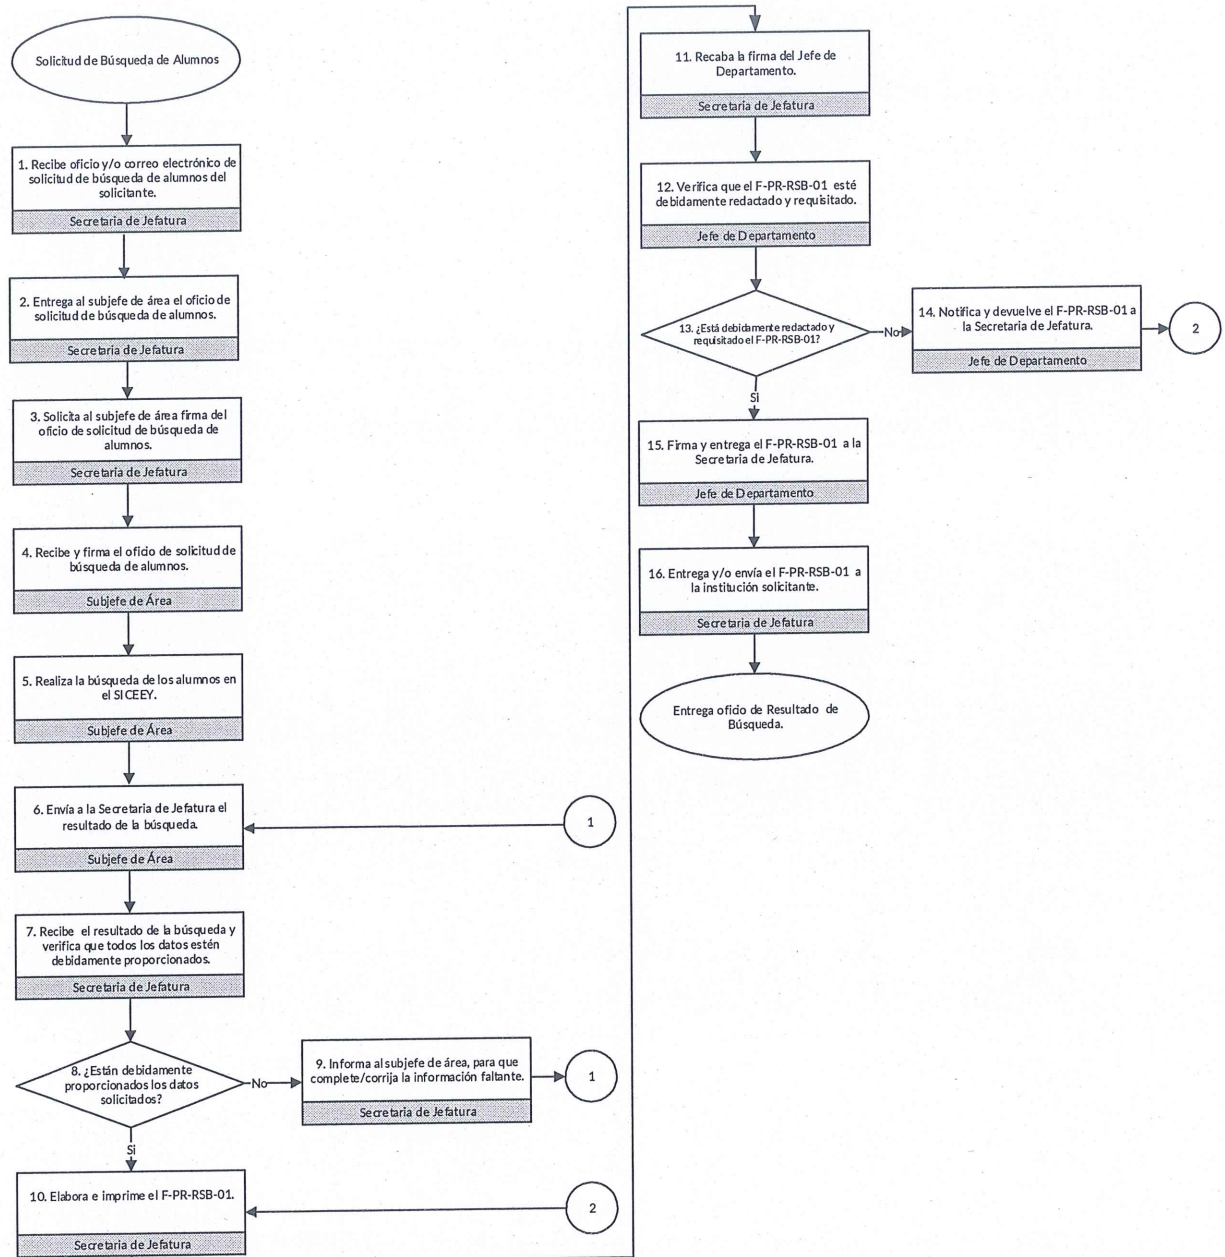 Solicitud de Búsqueda de Alumnos
1. Recibe oficio y/o correo electrónico de
solicitud de búsqueda de alumnos del
solicitante.
Secretaria de Jefatura
2. Entrega al subjefe de área el oficio de
solicitud de búsqueda de alumnos.
Secretaria de Jefatura
3. Solicita al subjefe de área firma del
oficio de solicitud de búsqueda de
alumnos.
Secretaria de Jefatura
4. Recibe y firma el oficio de solicitud de
búsqueda de alumnos.
Subjefe de Área
5. Realiza la búsqueda de los alumnos en
el SICEEY.
Subjefe de Área
6. Envía a la Secretaria de Jefatura el
resultado de la búsqueda.
Subjefe de Área
1
7. Recibe el resultado de la búsqueda y
verifica que todos los datos estén
debidamente proporcionados.
Secretaria de Jefatura
8. ¿Están debidamente
proporcionados los datos
solicitados?
No
9. Informa al subjefe de área, para que
complete/corrija la información faltante.
Secretaria de Jefatura
1
Si
10. Elabora e imprime el F-PR-RSB-01.
Secretaria de Jefatura
2
11. Recaba la firma del Jefe de
Departamento.
Secretaria de Jefatura
12. Verifica que el F-PR-RSB-01 esté
debidamente redactado y requisitado.
Jefe de Departamento
13. ¿Está debidamente redactado y
requisitado el F-PR-RSB-01?
No
14. Notifica y devuelve el F-PR-RSB-01 a
la Secretaria de Jefatura.
Jefe de Departamento
2
Si
15. Firma y entrega el F-PR-RSB-01 a la
Secretaria de Jefatura.
Jefe de Departamento
16. Entrega y/o envía el F-PR-RSB-01 a
la institución solicitante.
Secretaria de Jefatura
Entrega oficio de Resultado de
Búsqueda.